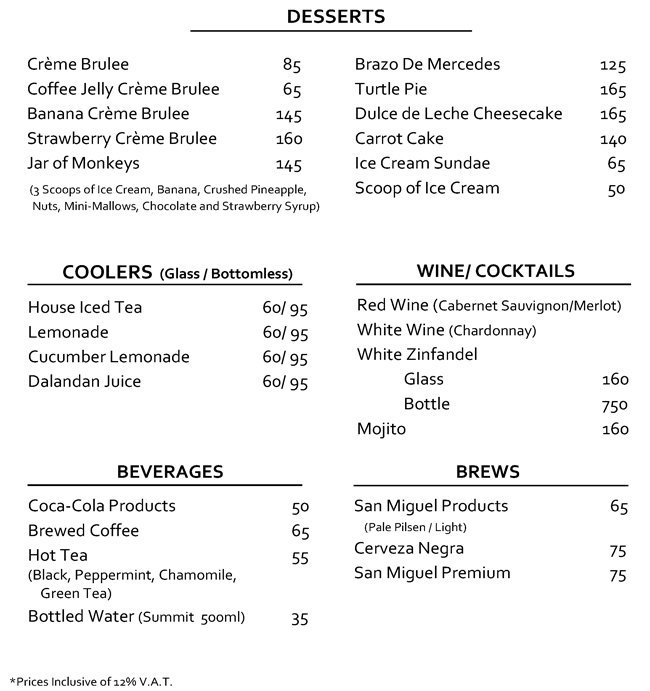 DESSERTS
Crème Brulee 85
Coffee Jelly Crème Brulee 65
Banana Crème Brulee 145
Strawberry Crème Brulee 160
Jar of Monkeys 145
(3 Scoops of Ice Cream, Banana, Crushed Pineapple,
Nuts, Mini-Mallows, Chocolate and Strawberry Syrup)
Brazo De Mercedes 125
Turtle Pie 165
Dulce de Leche Cheesecake 165
Carrot Cake 140
Ice Cream Sundae 65
Scoop of Ice Cream 50
COOLERS (Glass / Bottomless)
House Iced Tea 60/ 95
Lemonade 60/ 95
Cucumber Lemonade 60/ 95
Dalandan Juice 60/ 95
WINE/ COCKTAILS
Red Wine (Cabernet Sauvignon/Merlot)
White Wine (Chardonnay)
White Zinfandel
Glass 160
Bottle 750
Mojito 160
BEVERAGES
Coca-Cola Products 50
Brewed Coffee 65
Hot Tea 55
(Black, Peppermint, Chamomile,
Green Tea)
Bottled Water (Summit 500ml) 35
BREWS
San Miguel Products 65
(Pale Pilsen / Light)
Cerveza Negra 75
San Miguel Premium 75
*Prices Inclusive of 12% V.A.T.